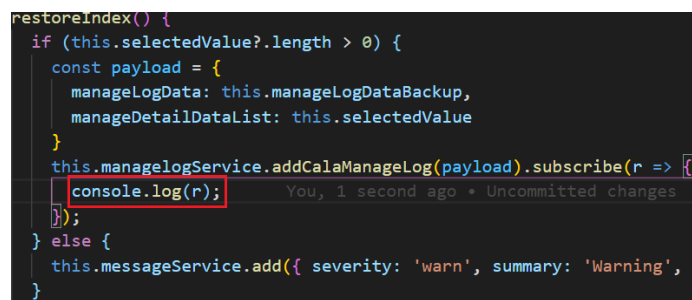 restoreIndex() {
if (this.selectedValue?.length > 0) {
const payload = {
manageLogData: this.manageLogDataBackup,
manageDetailDataList: this.selectedValue
}
this.managelogService.addCalaManageLog(payload).subscribe(r => {
console.log(r); You, 1 second ago • Uncommitted changes
});
} else {
this.messageService.add({ severity: 'warn', summary: 'Warning',
}